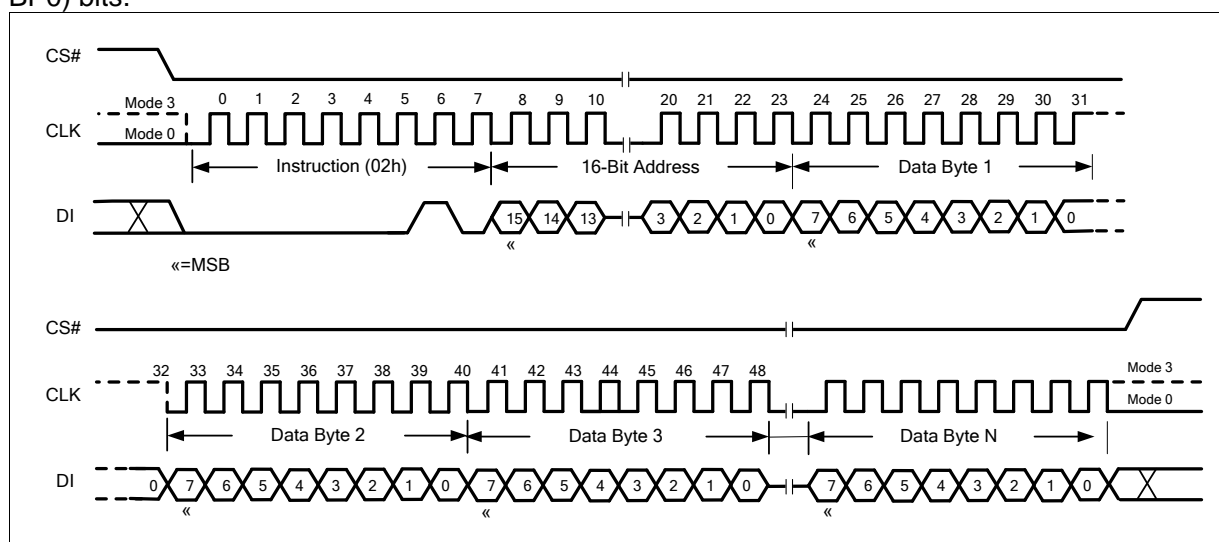 CS#
Mode 3
0 1 2 3 4 5 6 7 8 9 10 20 21 22 23 24 25 26 27 28 29 30 31
CLK
Mode 0
Instruction (02h) 16-Bit Address Data Byte 1
DI
15 14 13 3 2 1 0 7 6 5 4 3 2 1 0
« «
«=MSB
CS#
32 33 34 35 36 37 38 39 40 41 42 43 44 45 46 47 48
Mode 3
CLK
Mode 0
Data Byte 2 Data Byte 3 Data Byte N
DI
0 7 6 5 4 3 2 1 0 7 6 5 4 3 2 1 0 7 6 5 4 3 2 1 0
« « «